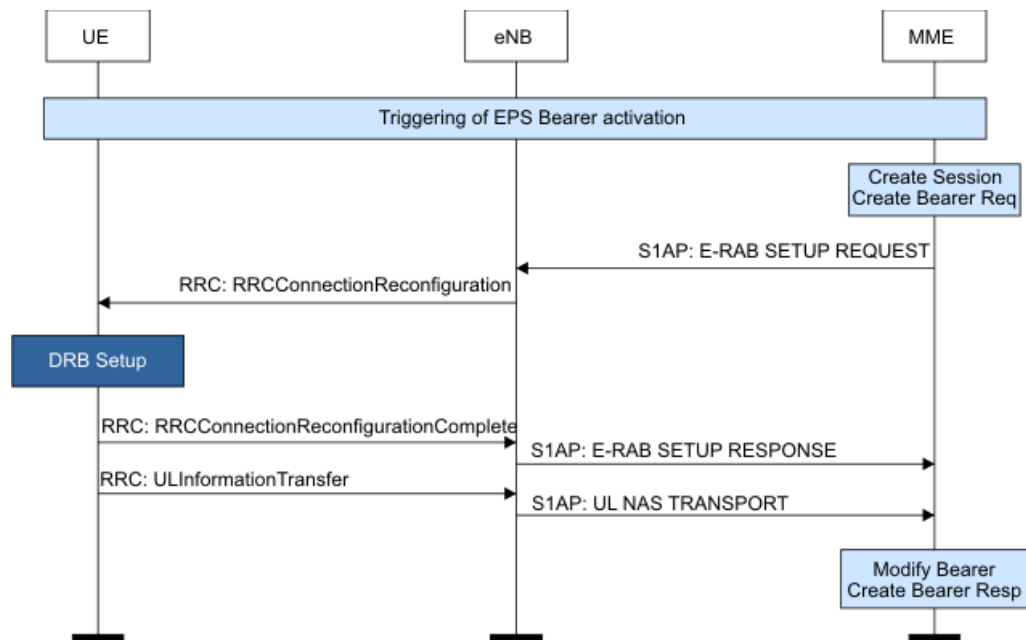 UE
eNB
MME
Triggering of EPS Bearer activation
Create Session
Create Bearer Req
S1AP: E-RAB SETUP REQUEST
RRC: RRCConnectionReconfiguration
DRB Setup
RRC: RRCConnectionReconfigurationComplete
S1AP: E-RAB SETUP RESPONSE
RRC: ULInformationTransfer
S1AP: UL NAS TRANSPORT
Modify Bearer
Create Bearer Resp